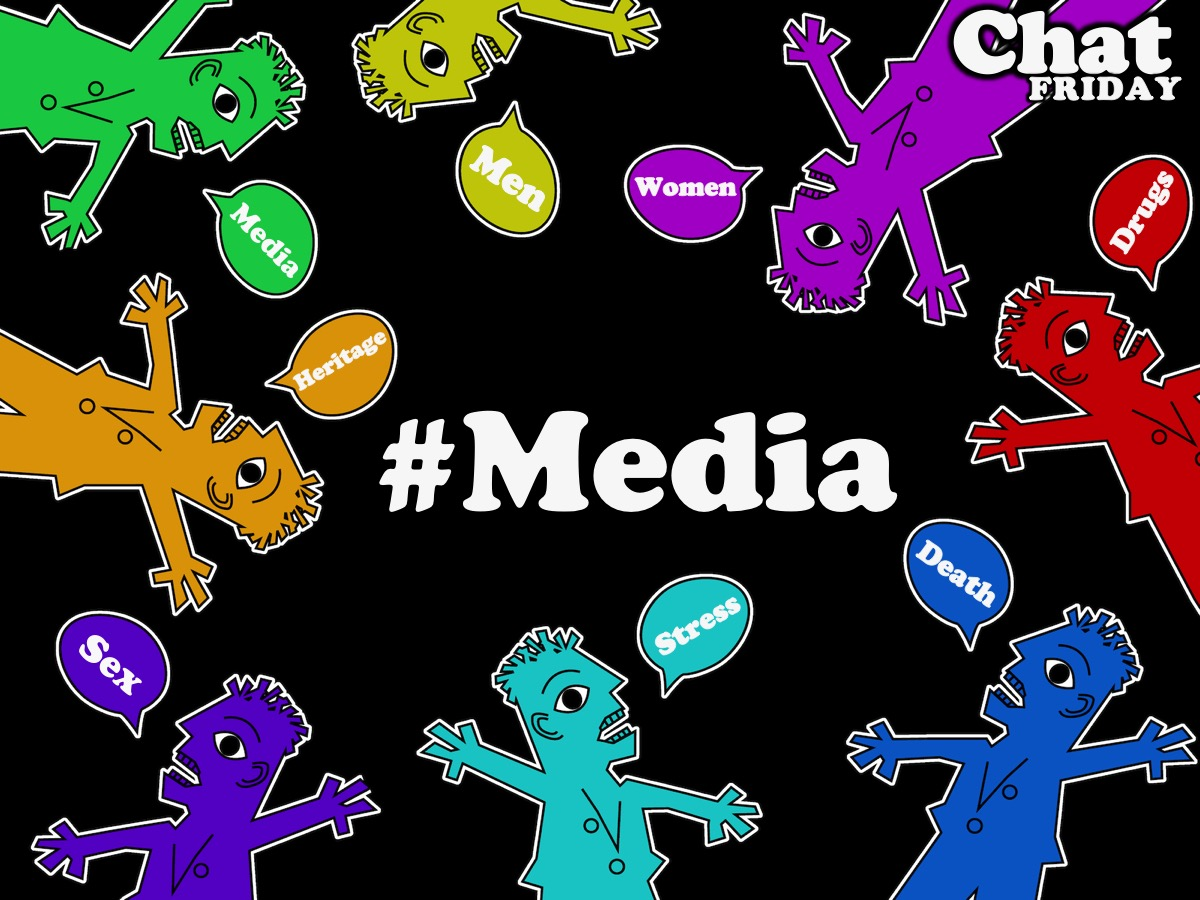 Chat
FRIDAY
Men
Women
Drugs
Media
Heritage
#Media
Death
Stress
Sex